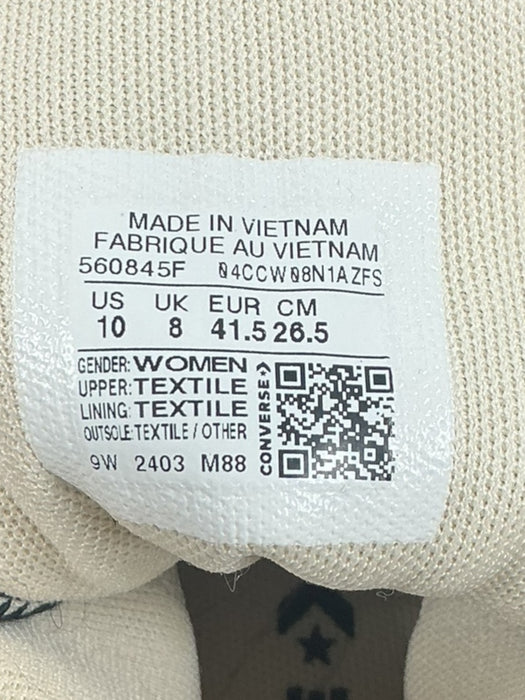 MADE IN VIETNAM
FABRIQUE AU VIETNAM
560845F 04CCW08N1AZFS
US UK EUR CM
10 8 41.5 26.5
GENDER: WOMEN
UPPER: TEXTILE
LINING: TEXTILE
OUTSOLE: TEXTILE / OTHER
9W 2403 M88
CONVERSE